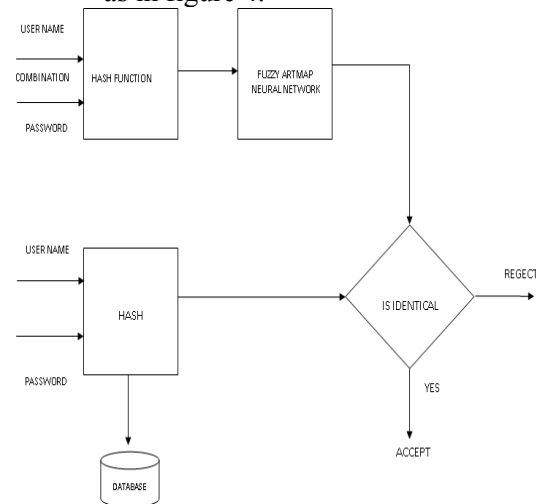 as in figure 4.
USER NAME
COMBINATION
PASSWORD
HASH FUNCTION
FUZZY ARTMAP
NEURAL NETWORK
USER NAME
PASSWORD
HASH
DATABASE
IS IDENTICAL
REGECT
YES
ACCEPT